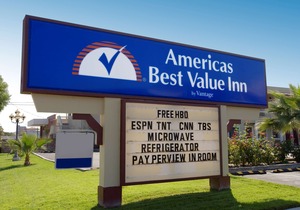 Americas
Best Value Inn
by Vantage
FREE HBO
ESPN TNT CNN TBS
MICROWAVE
REFRIGERATOR
PAY PERVIEW IN ROOM